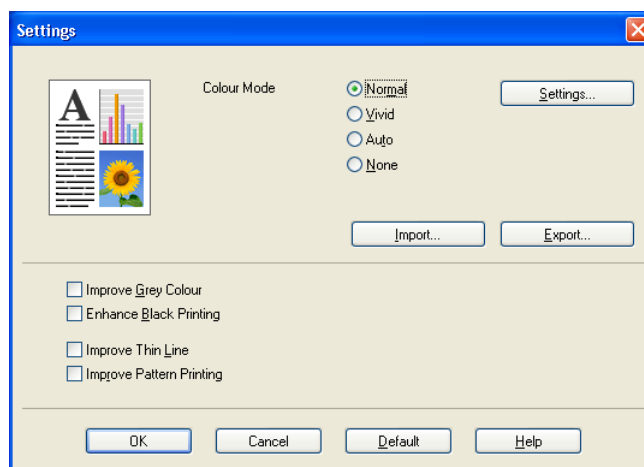 Settings
Colour Mode
Normal
Settings...
Vivid
Auto
None
Import...
Export...
A
Improve Grey Colour
Enhance Black Printing
Improve Thin Line
Improve Pattern Printing
OK
Cancel
Default
Help